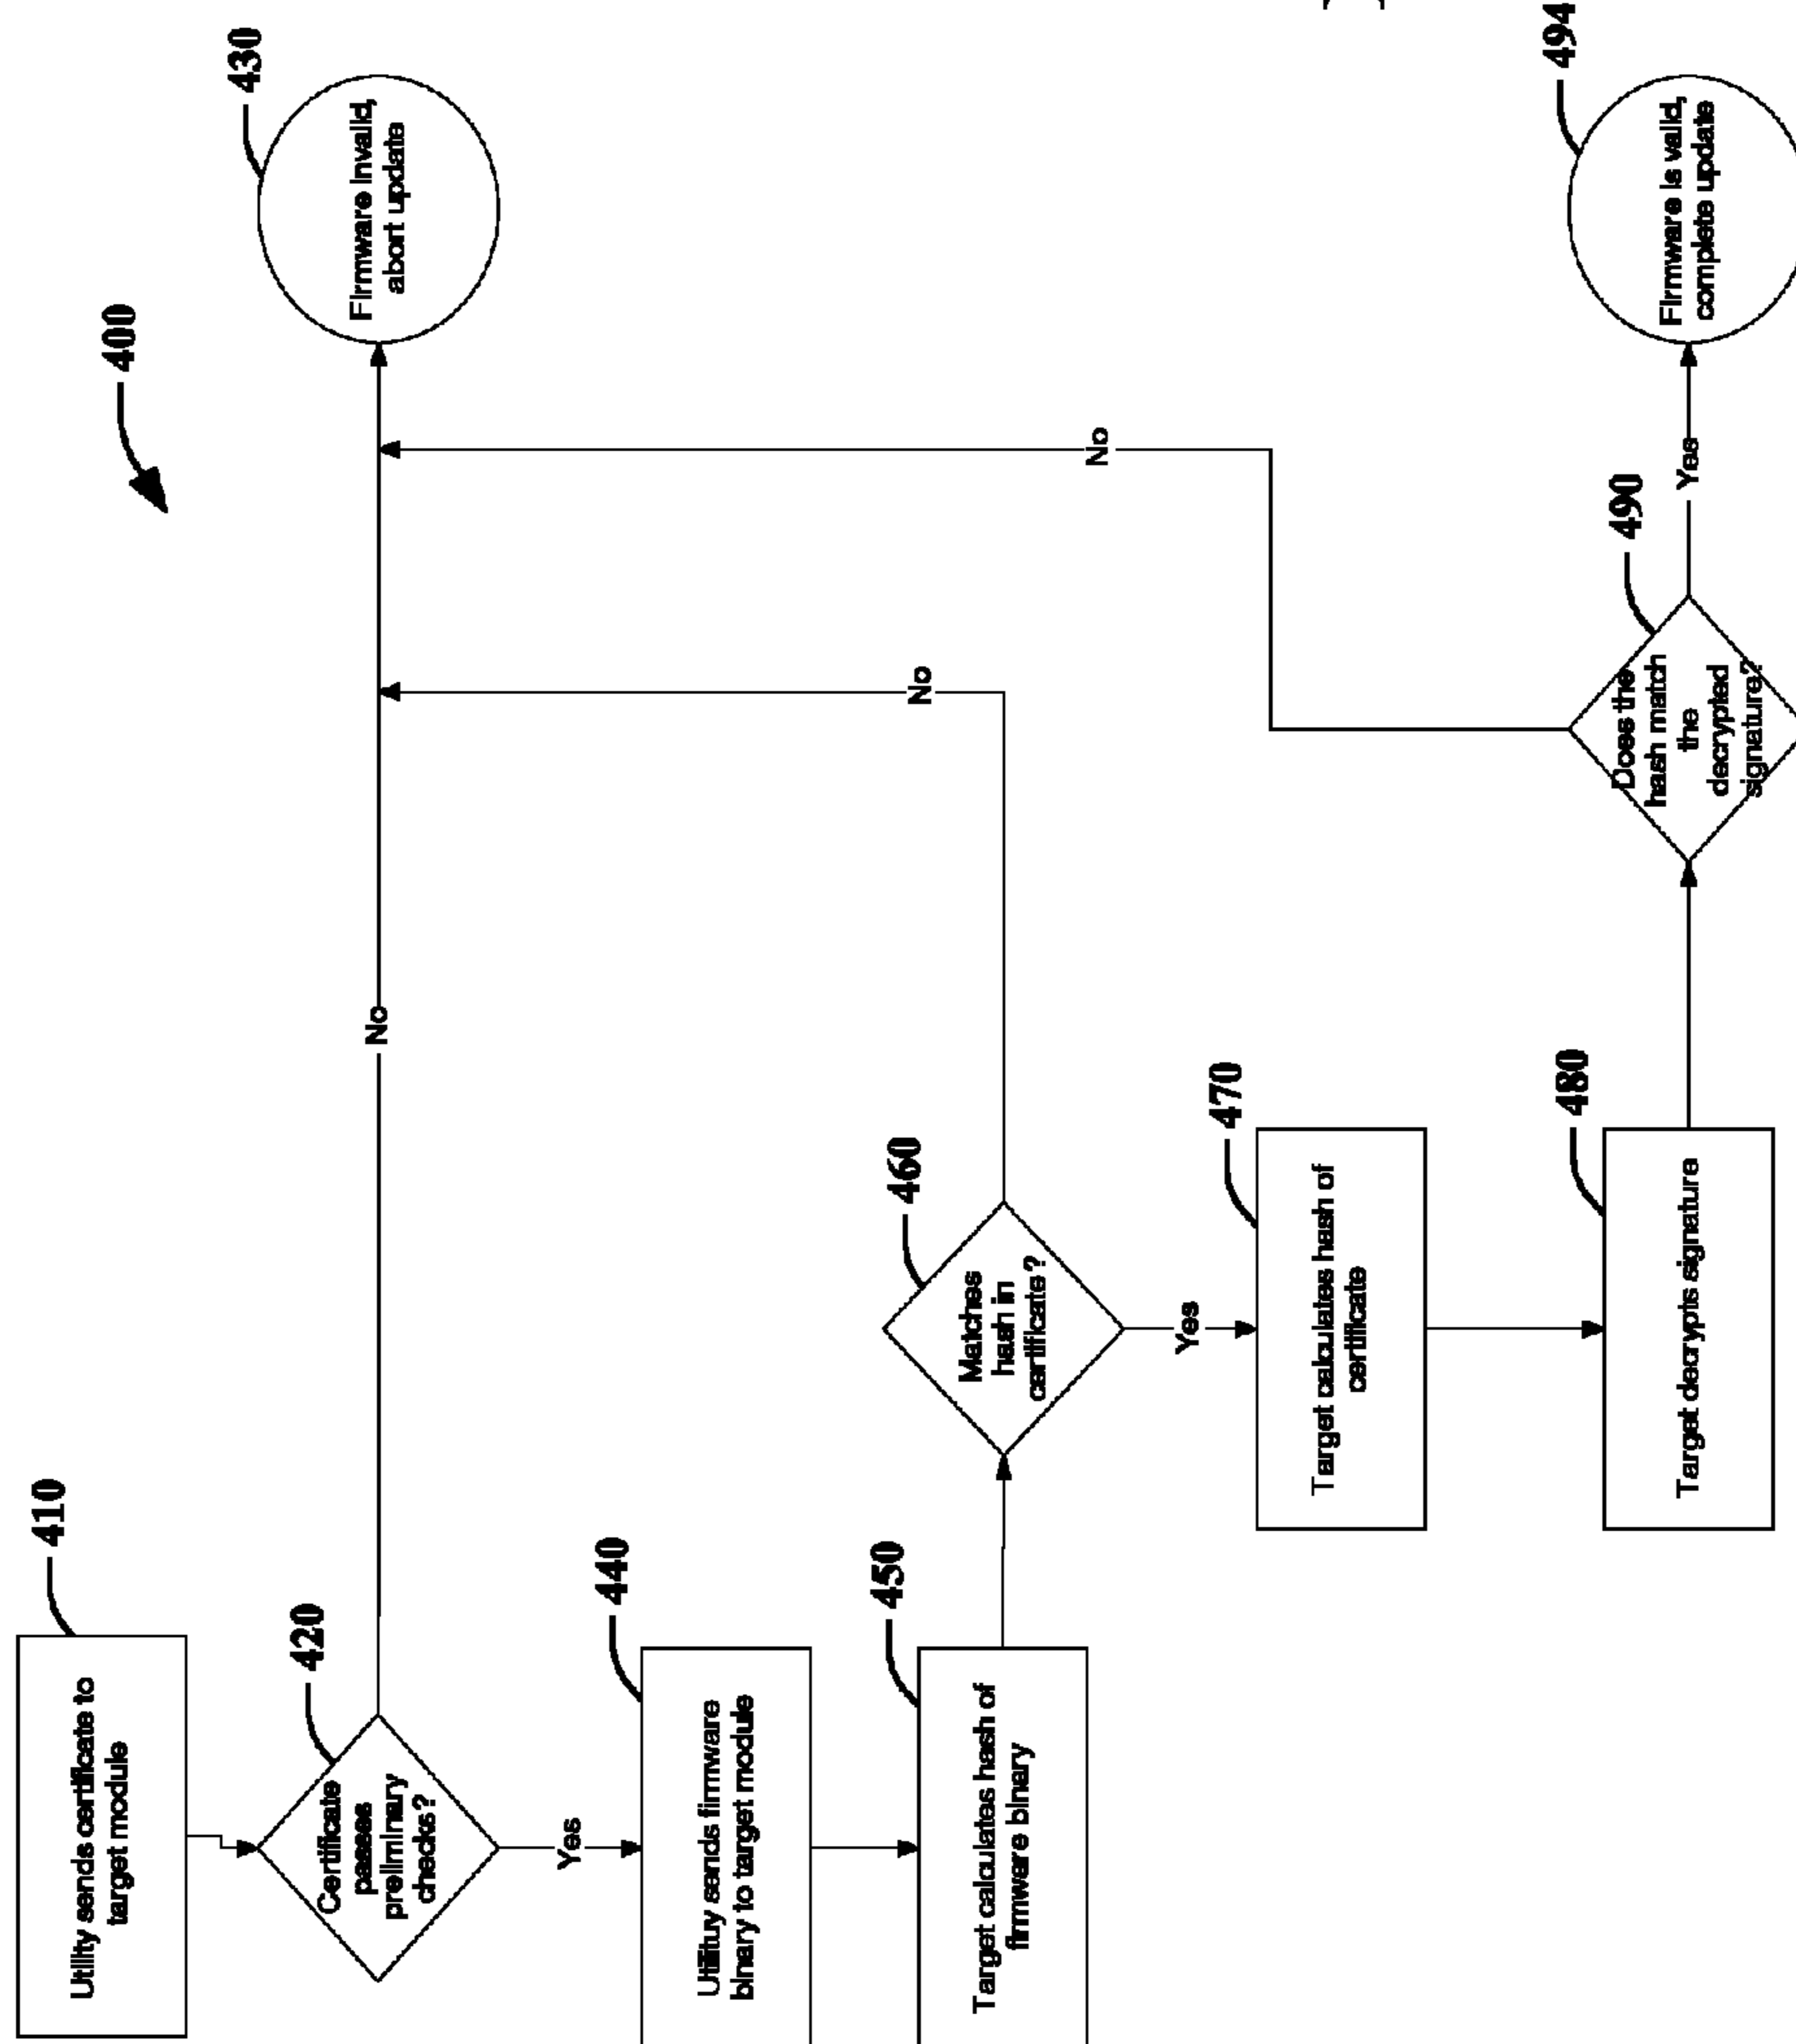 400
410
Utility sends certificate to
target module
420
Certificate
passes
preliminary
checks?
No
430
Firmware invalid,
abort update
Yes
440
Utilituy sends firmware
binary to target module
450
Target calculates hash of
firmware binary
460
Matches
hash in
certificate?
No
Yes
470
Target calculates hash of
certificate
480
Target decrypts signature
490
Does the
hash match
the
decrypted
signature?
No
Yes
494
Firmware is valid,
complete update